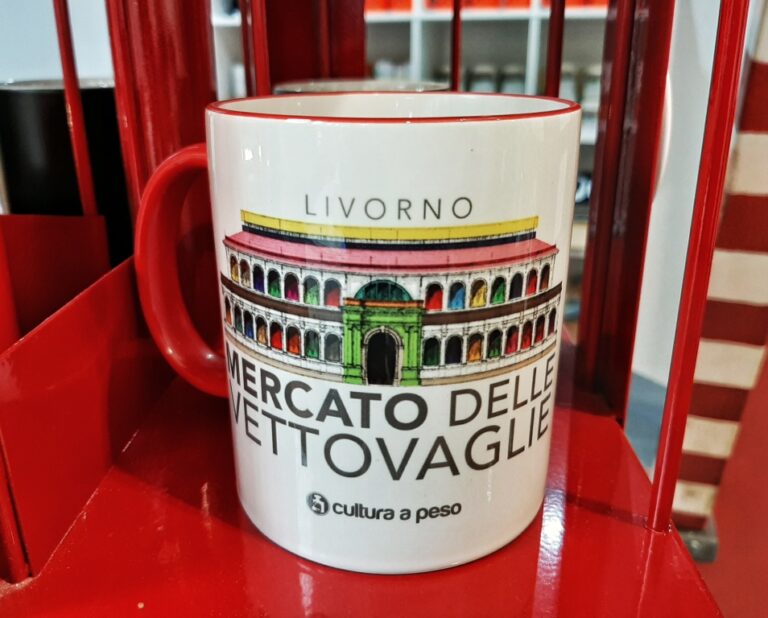 LIVORNO
MERCATO DELLE
VETTOVAGLIE
cultura a peso